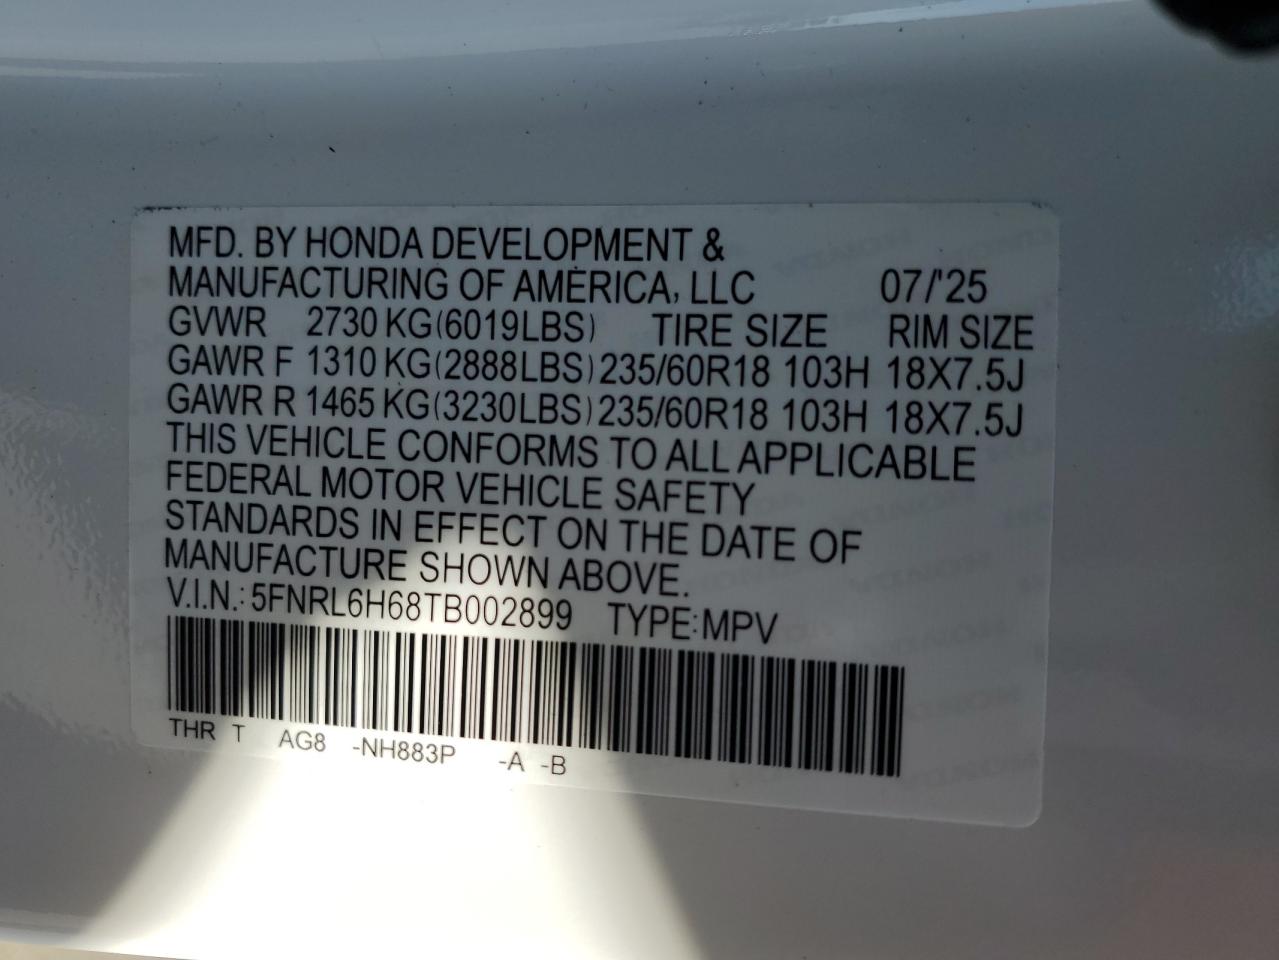 MFD. BY HONDA DEVELOPMENT &
MANUFACTURING OF AMERICA, LLC 07/'25
GVWR 2730 KG(6019LBS) TIRE SIZE RIM SIZE
GAWR F 1310 KG(2888LBS) 235/60R18 103H 18X7.5J
GAWR R 1465 KG(3230LBS) 235/60R18 103H 18X7.5J
THIS VEHICLE CONFORMS TO ALL APPLICABLE
FEDERAL MOTOR VEHICLE SAFETY
STANDARDS IN EFFECT ON THE DATE OF
MANUFACTURE SHOWN ABOVE.
V.I.N.: 5FNRL6H68TB002899 TYPE: MPV
THR T AG8 -NH883P -A -B